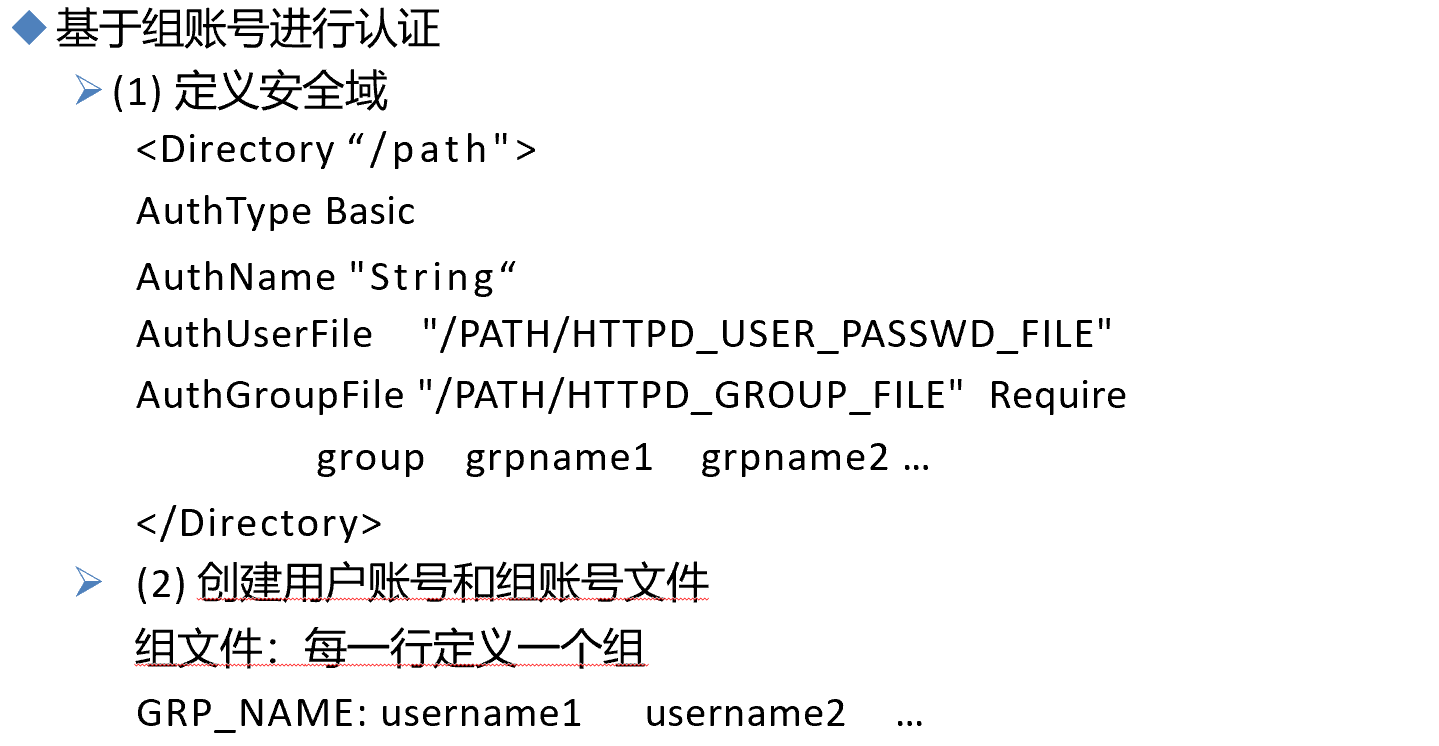 基于组账号进行认证
(1) 定义安全域
<Directory “/path">
AuthType Basic
AuthName "String“
AuthUserFile "/PATH/HTTPD_USER_PASSWD_FILE"
AuthGroupFile "/PATH/HTTPD_GROUP_FILE" Require
group grpname1 grpname2 …
</Directory>
(2) 创建用户账号和组账号文件
组文件：每一行定义一个组
GRP_NAME: username1 username2 …